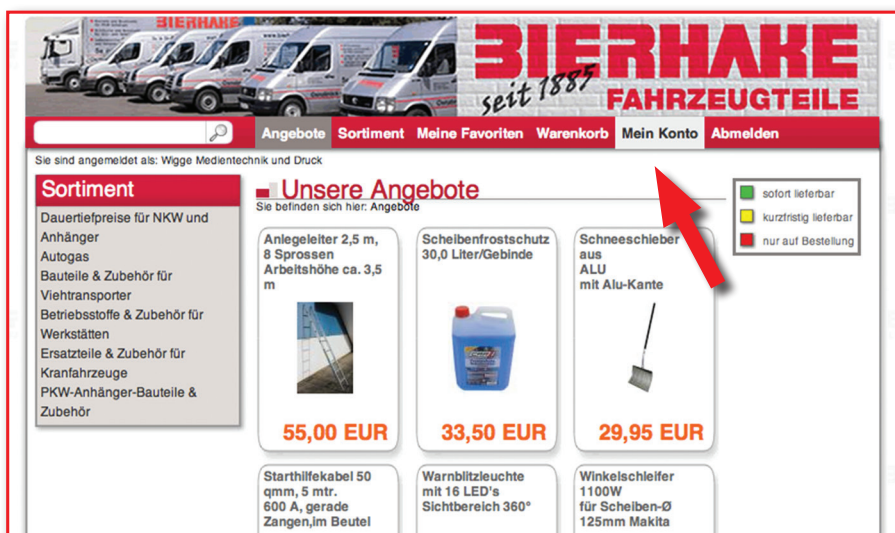 BIERHAKE
seit 1885
FAHRZEUGTEILE
Angebote Sortiment Meine Favoriten Warenkorb Mein Konto Abmelden
Sie sind angemeldet als: Wigge Medientechnik und Druck
Sortiment
Dauertiefpreise für NKW und
Anhänger
Autogas
Bauteile & Zubehör für
Viehtransporter
Betriebsstoffe & Zubehör für
Werkstätten
Ersatzteile & Zubehör für
Kranfahrzeuge
PKW-Anhänger-Bauteile &
Zubehör
Unsere Angebote
Sie befinden sich hier: Angebote
sofort lieferbar
kurzfristig lieferbar
nur auf Bestellung
Anlegeleiter 2,5 m,
8 Sprossen
Arbeitshöhe ca. 3,5
m
55,00 EUR
Scheibenfrostschutz
30,0 Liter/Gebinde
33,50 EUR
Schneeschieber
aus
ALU
mit Alu-Kante
29,95 EUR
Starthilfekabel 50
qmm, 5 mtr.
600 A, gerade
Zangen,im Beutel
Warnblitzleuchte
mit 16 LED's
Sichtbereich 360°
Winkelschleifer
1100W
für Scheiben-Ø
125mm Makita